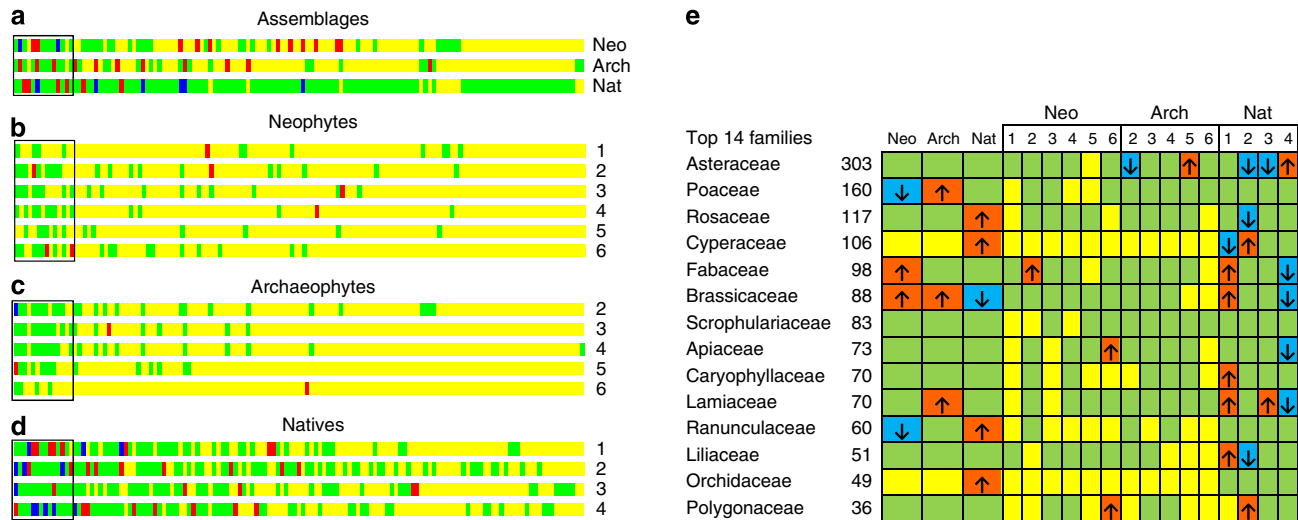 a
Assemblages
Neo
Arch
Nat
b
Neophytes
1
2
3
4
5
6
c
Archaeophytes
2
3
4
5
6
d
Natives
1
2
3
4
e
Neo Arch Nat
Top 14 families Neo Arch Nat 1 2 3 4 5 6 2 3 4 5 6 1 2 3 4
Asteraceae 303 ↓ ↑ ↓ ↓ ↑
Poaceae 160 ↓ ↑
Rosaceae 117 ↑ ↓
Cyperaceae 106 ↑ ↓ ↑
Fabaceae 98 ↑ ↑ ↑ ↓
Brassicaceae 88 ↑ ↑ ↓ ↑ ↓
Scrophulariaceae 83
Apiaceae 73 ↑ ↓
Caryophyllaceae 70 ↑
Lamiaceae 70 ↑ ↑ ↑ ↓
Ranunculaceae 60 ↓ ↑
Liliaceae 51 ↑ ↓
Orchidaceae 49 ↑
Polygonaceae 36 ↑ ↑